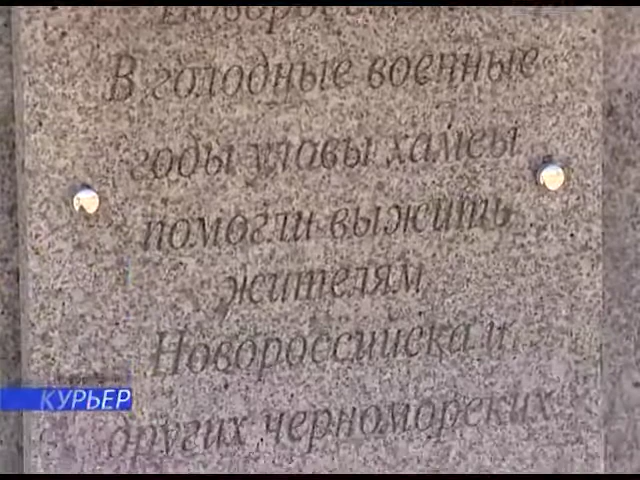 В голодные военные
годы уловы хамсы
помогли выжить
жителям
Новороссийска и
других черноморских
КУРЬЕР